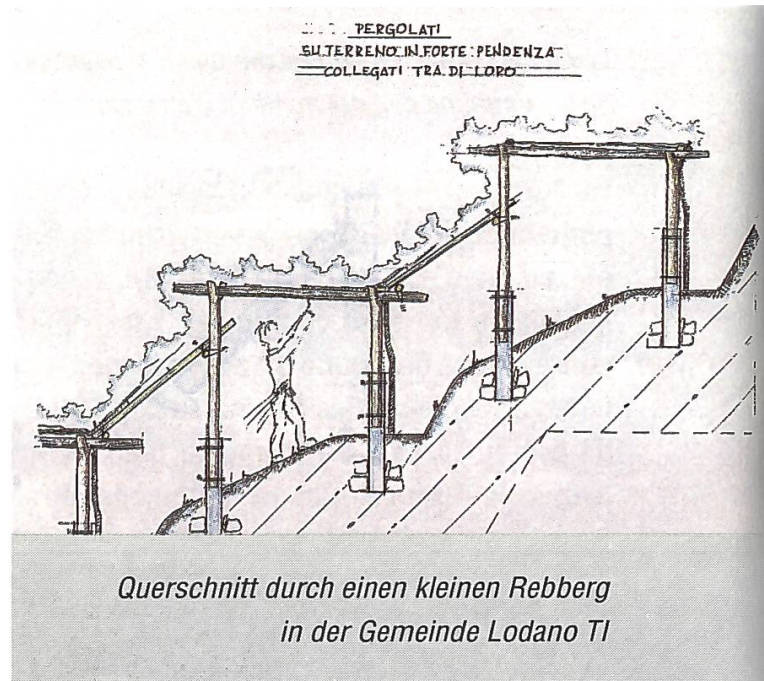 PERGOLATI
SU TERRENO IN FORTE PENDENZA
COLLEGATI TRA DI LORO
Querschnitt durch einen kleinen Rebberg
in der Gemeinde Lodano TI